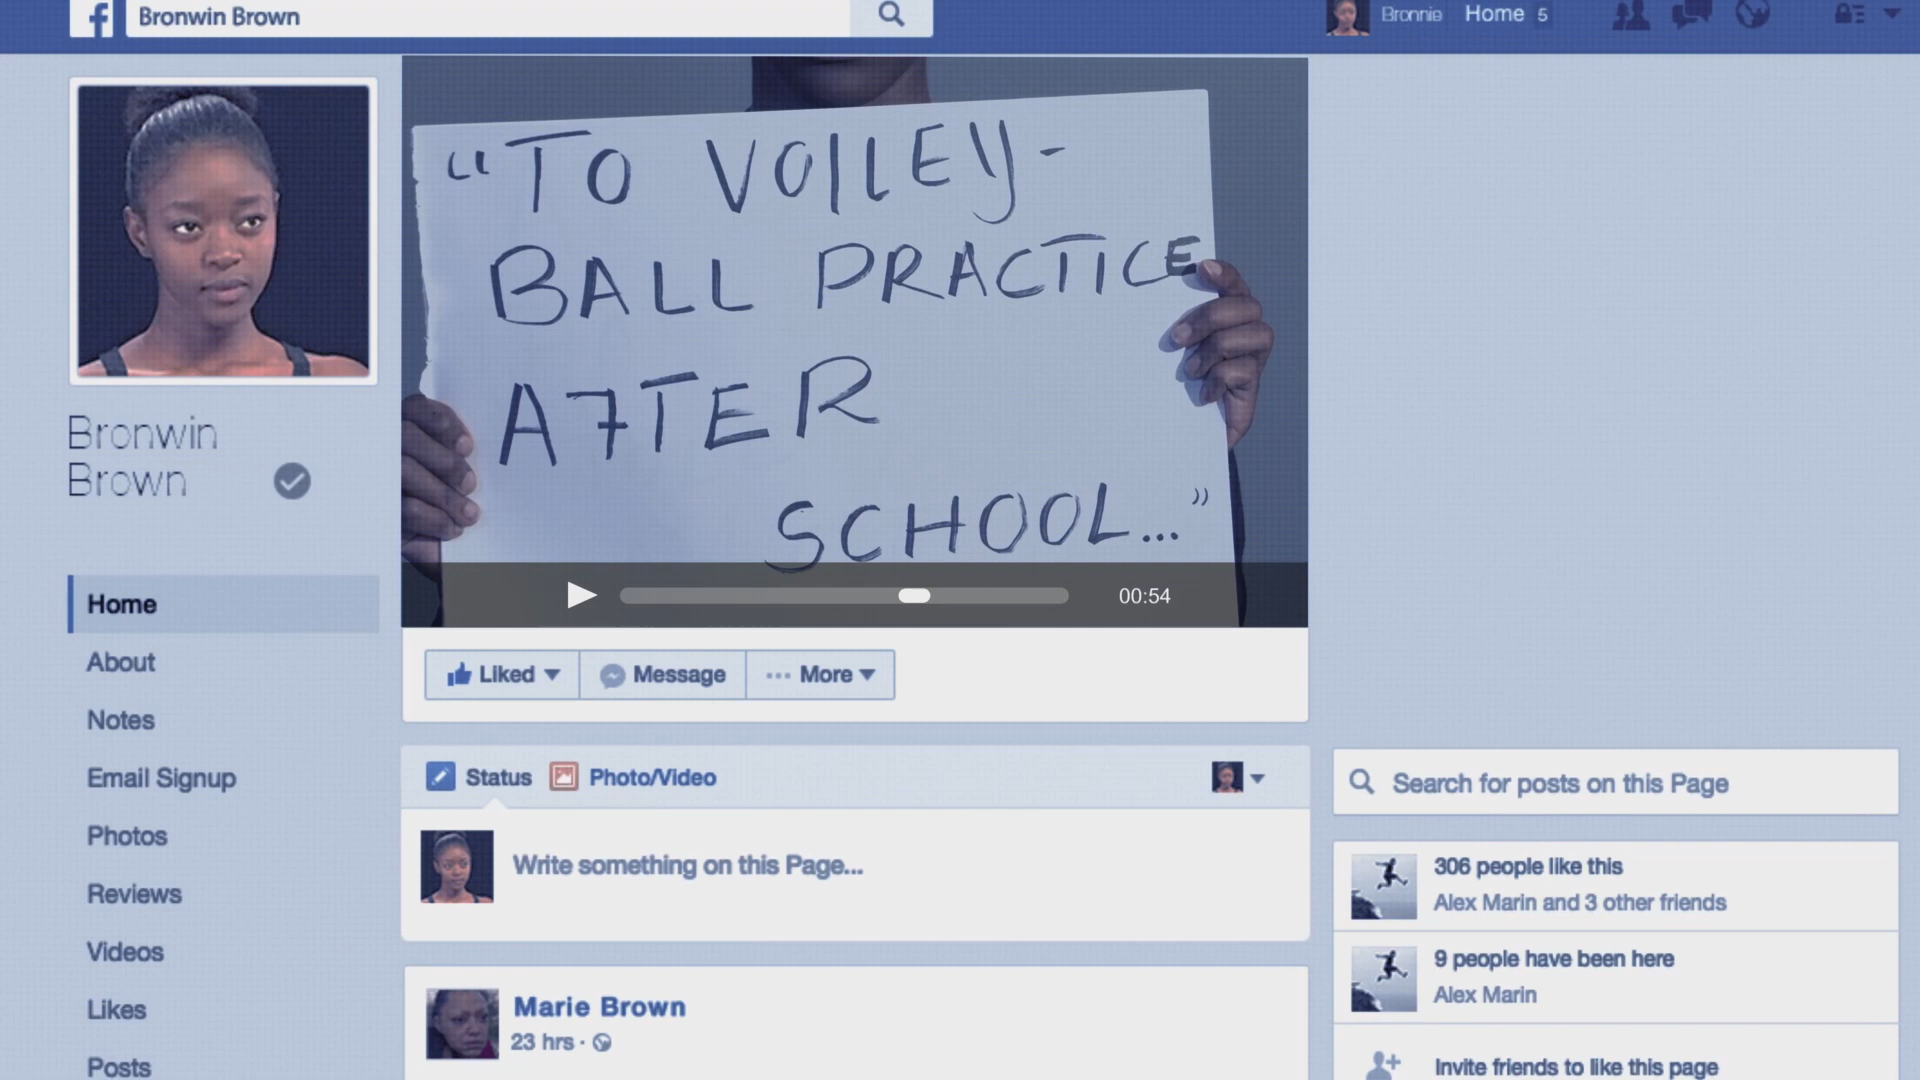 f
Bronwin Brown
Bronnie Home 5
Bronwin
Brown
Home
About
Notes
Email Signup
Photos
Reviews
Videos
Likes
Posts
“TO VOLLEY-
BALL PRACTICE
AFTER
SCHOOL...”
00:54
Liked
Message
More
Status
Photo/Video
Write something on this Page...
Marie Brown
23 hrs ·
Search for posts on this Page
306 people like this
Alex Marin and 3 other friends
9 people have been here
Alex Marin
Invite friends to like this page